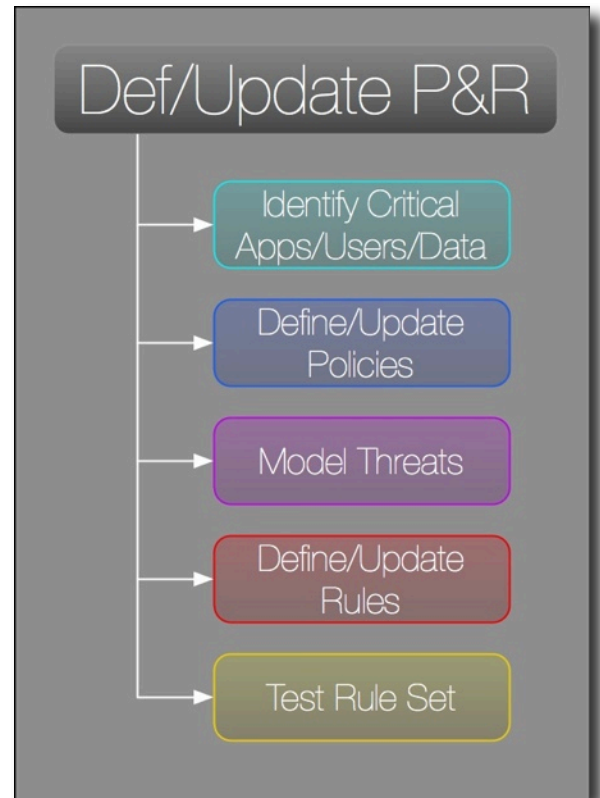 Def/Update P&R
Identify Critical
Apps/Users/Data
Define/Update
Policies
Model Threats
Define/Update
Rules
Test Rule Set